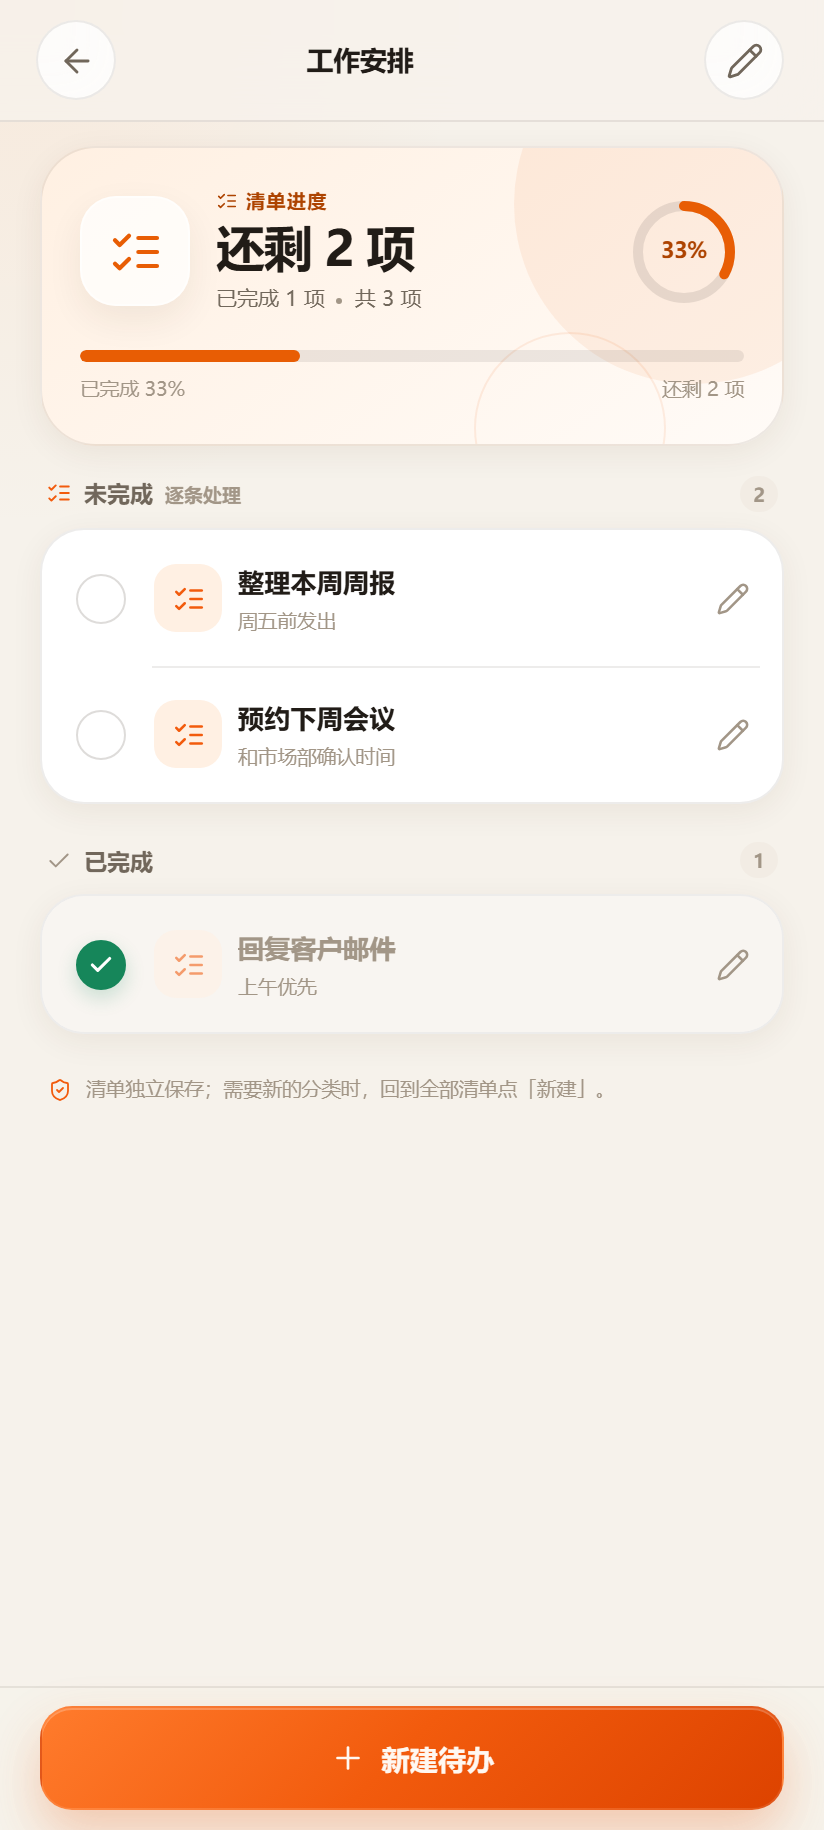 工作安排
清单进度
还剩 2 项
已完成 1 项 • 共 3 项
33%
已完成 33%
还剩 2 项
未完成 逐条处理
2
整理本周周报
周五前发出
预约下周会议
和市场部确认时间
已完成
1
回复客户邮件
上午优先
清单独立保存；需要新的分类时，回到全部清单点「新建」。
新建待办